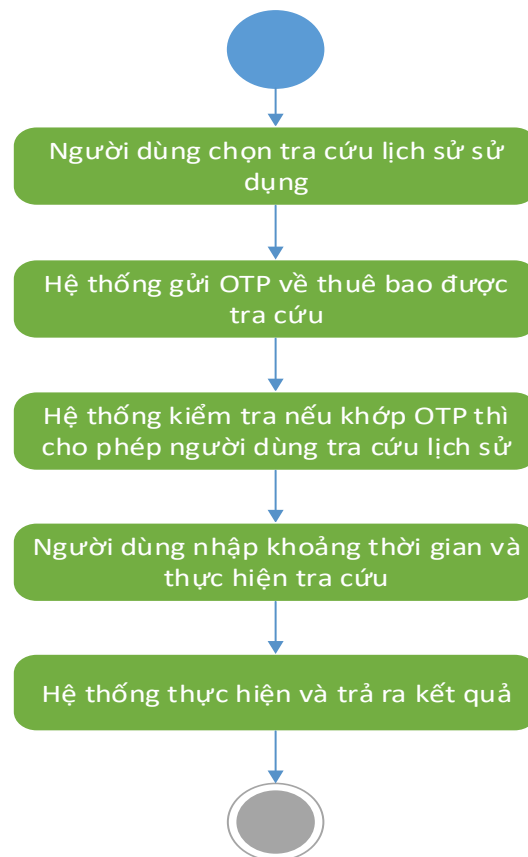 Người dùng chọn tra cứu lịch sử sử
dụng
Hệ thống gửi OTP về thuê bao được
tra cứu
Hệ thống kiểm tra nếu khớp OTP thì
cho phép người dùng tra cứu lịch sử
Người dùng nhập khoảng thời gian và
thực hiện tra cứu
Hệ thống thực hiện và trả ra kết quả